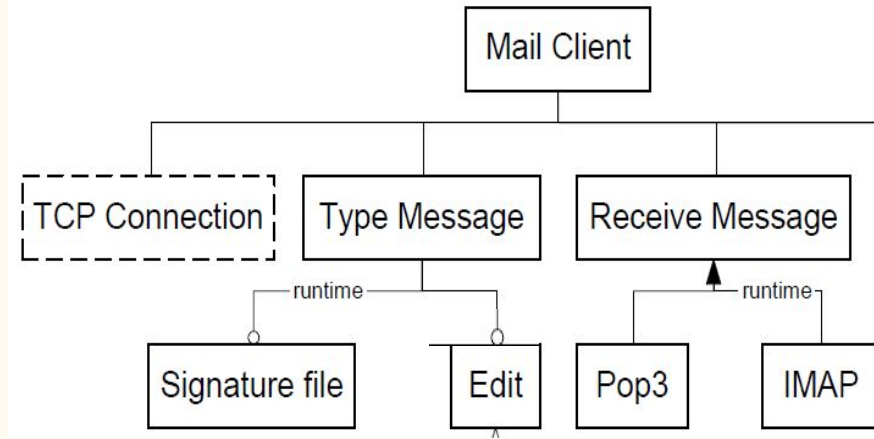 Mail Client
TCP Connection
Type Message
Receive Message
runtime
runtime
Signature file
Edit
Pop3
IMAP